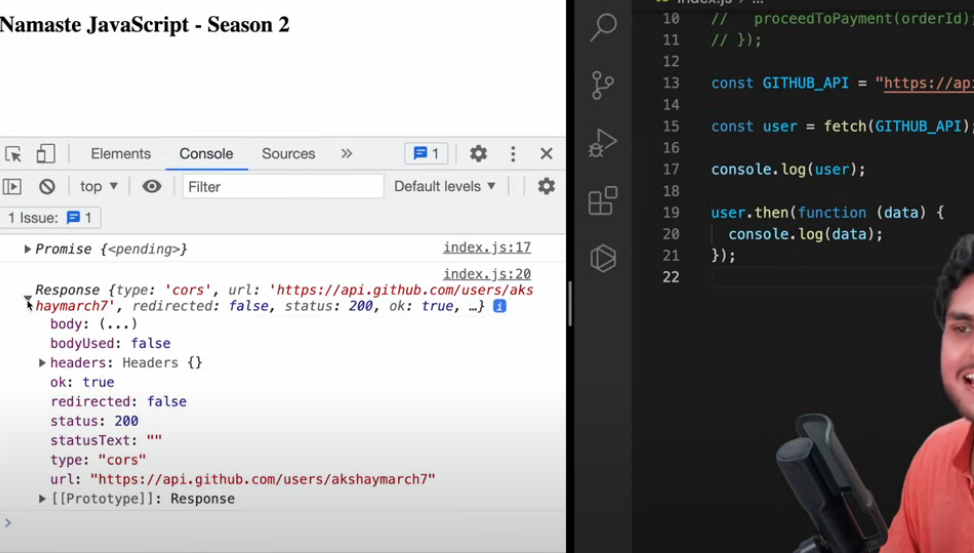 Namaste JavaScript - Season 2
Elements Console Sources » 1
top ▼ Filter Default levels ▼
1 Issue: 1
Promise {<pending>} index.js:17
index.js:20
Response {type: 'cors', url: 'https://api.github.com/users/aks
haymarch7', redirected: false, status: 200, ok: true, …} i
body: (...)
bodyUsed: false
headers: Headers {}
ok: true
redirected: false
status: 200
statusText: ""
type: "cors"
url: "https://api.github.com/users/akshaymarch7"
[[Prototype]]: Response
>
10 // proceedToPayment(orderId);
11 // });
12
13 const GITHUB_API = "https://api
14
15 const user = fetch(GITHUB_API);
16
17 console.log(user);
18
19 user.then(function (data) {
20 console.log(data);
21 });
22